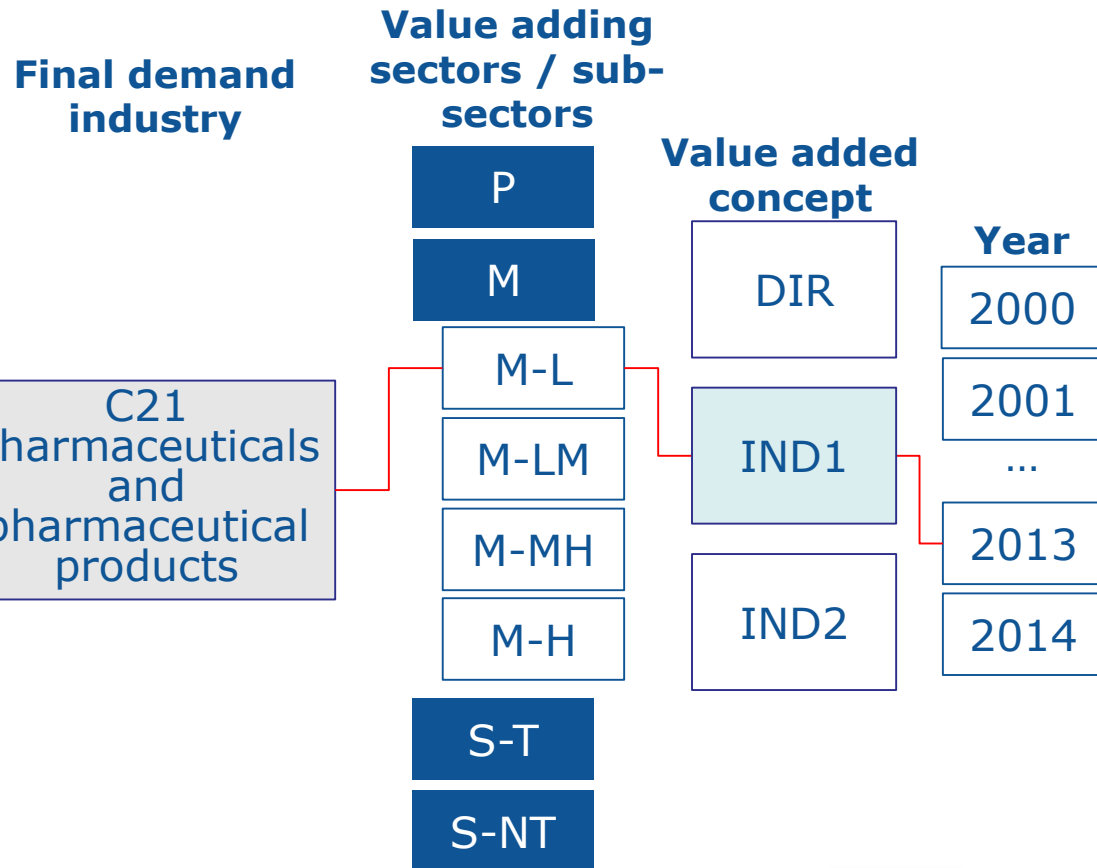 Final demand
industry
Value adding
sectors / sub-
sectors
Value added
concept
Year
C21
harmaceuticals
and
pharmaceutical
products
P
M
M-L
M-LM
M-MH
M-H
S-T
S-NT
DIR
IND1
IND2
2000
2001
...
2013
2014